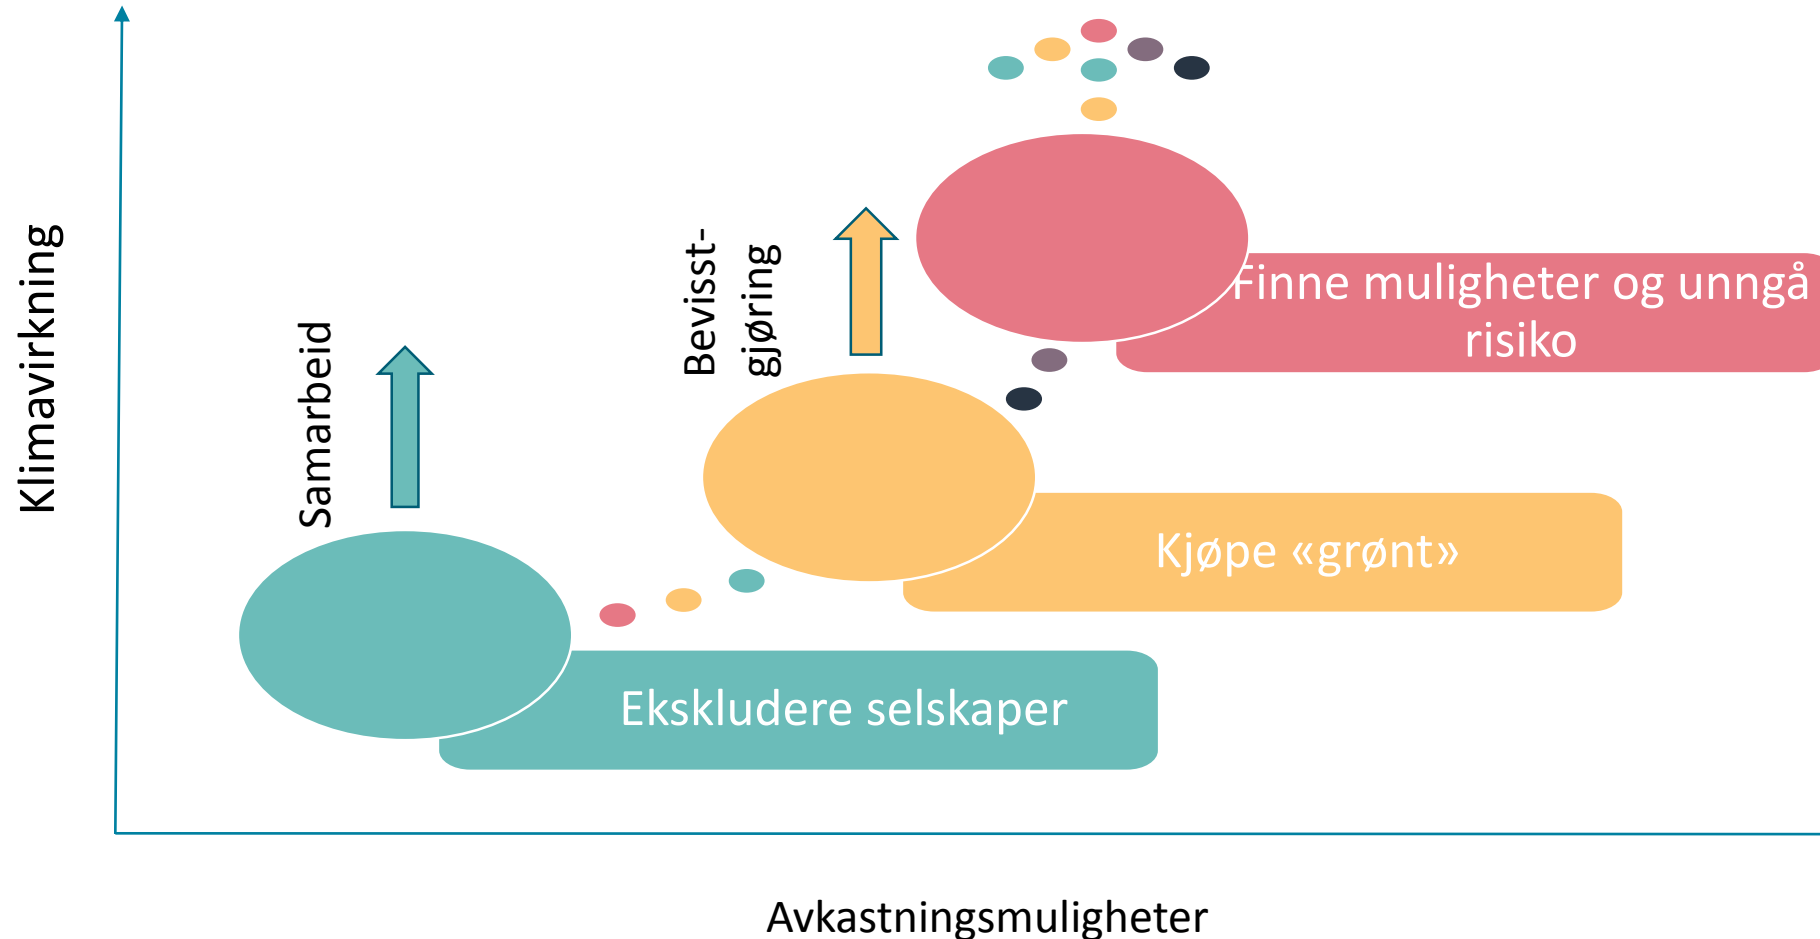 Klimavirkning
Samarbeid
Bevisst-
gjøring
Finne muligheter og unngå
risiko
Kjøpe «grønt»
Ekskludere selskaper
Avkastningsmuligheter